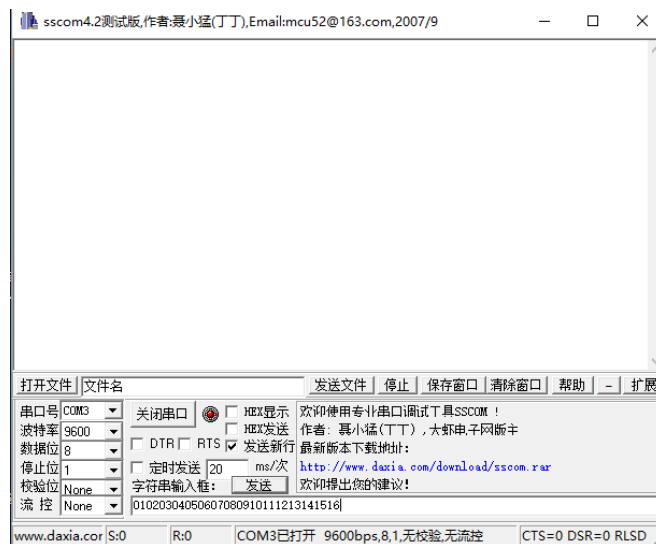 sscom4.2测试版,作者:聂小猛(丁丁),Email:mcu52@163.com,2007/9
打开文件 文件名 发送文件 停止 保存窗口 清除窗口 帮助 - 扩展
串口号 COM3 关闭串口 HEX显示 欢迎使用专业串口调试工具SSCOM !
波特率 9600 HEX发送 作者: 聂小猛(丁丁) ,大虾电子网版主
数据位 8 DTR RTS 发送新行 最新版本下载地址:
停止位 1 定时发送 20 ms/次 http://www.daxia.com/download/sscom.rar
校验位 None 字符串输入框: 发送 欢迎提出您的建议!
流 控 None 01020304050607080910111213141516
www.daxia.cor S:0 R:0 COM3已打开 9600bps,8,1,无校验,无流控 CTS=0 DSR=0 RLSD